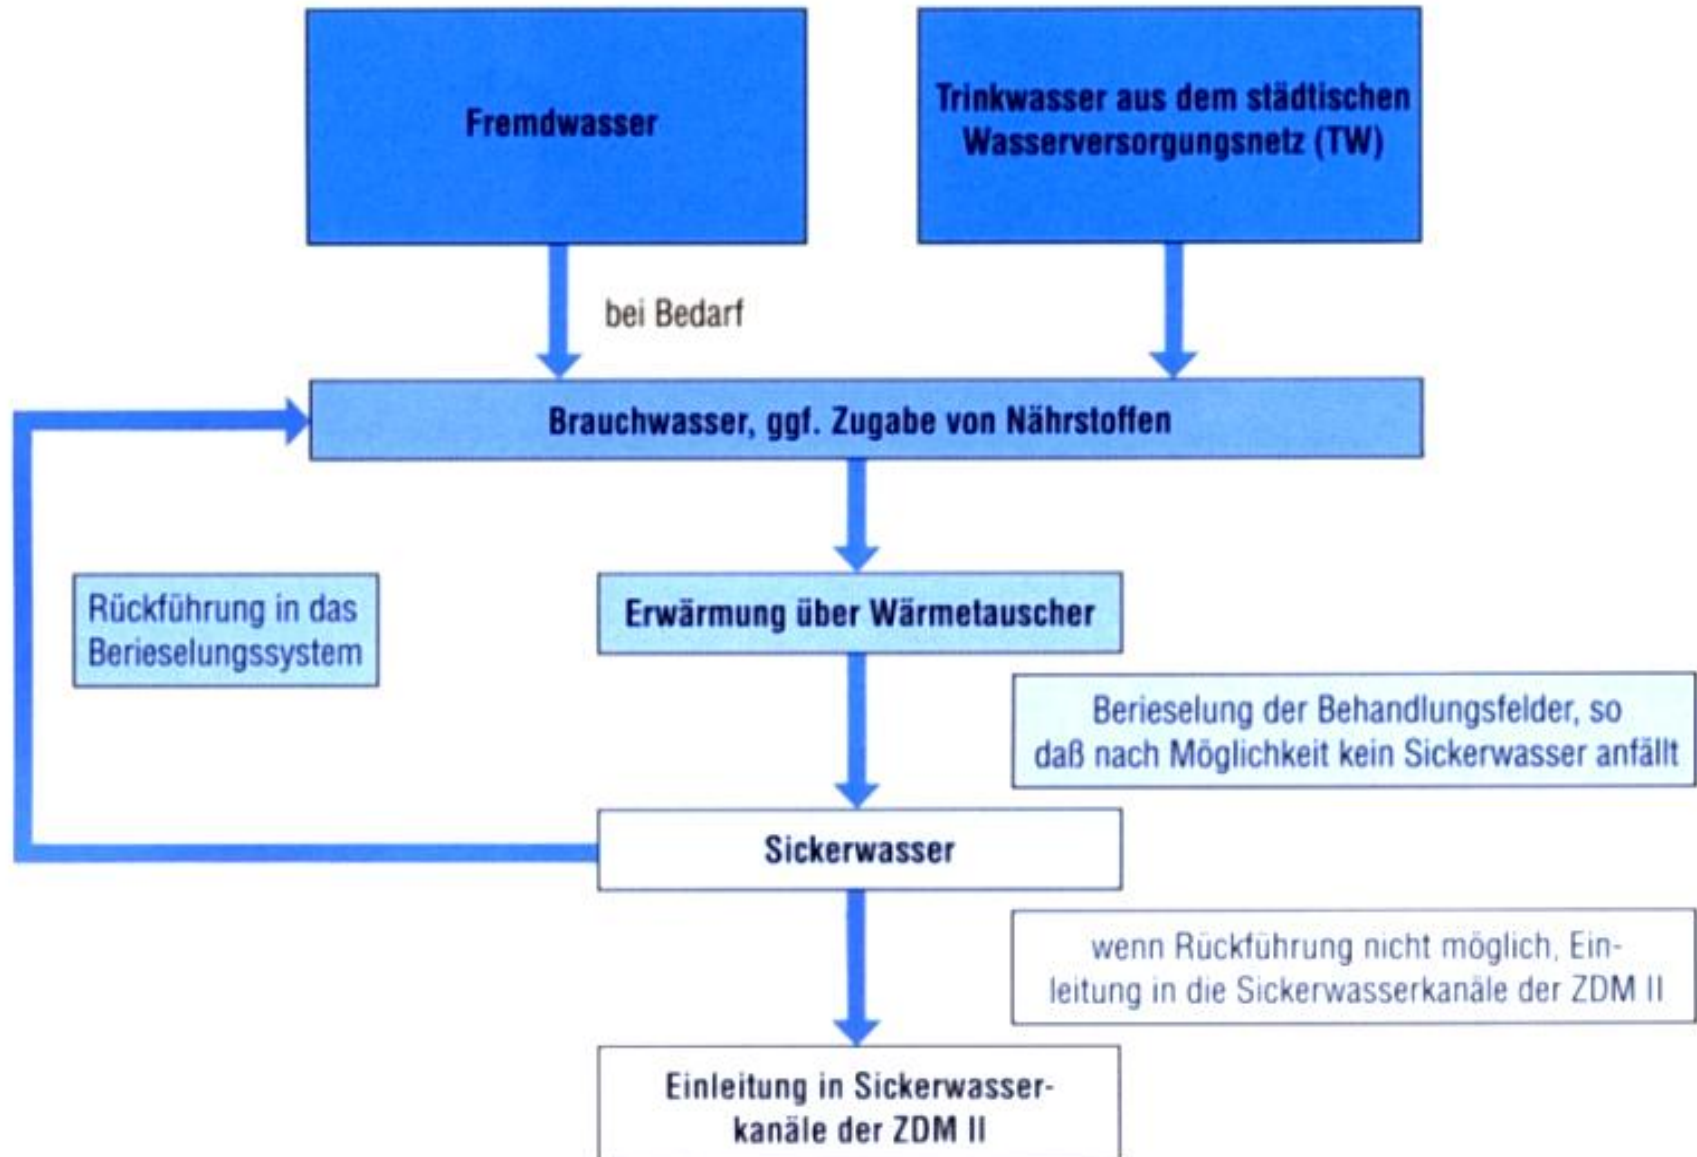 Fremdwasser
Trinkwasser aus dem städtischen
Wasserversorgungsnetz (TW)
bei Bedarf
Brauchwasser, ggf. Zugabe von Nährstoffen
Rückführung in das
Berieselungssystem
Erwärmung über Wärmetauscher
Berieselung der Behandlungsfelder, so
daß nach Möglichkeit kein Sickerwasser anfällt
Sickerwasser
wenn Rückführung nicht möglich, Ein-
leitung in die Sickerwasserkanäle der ZDM II
Einleitung in Sickerwasser-
kanäle der ZDM II